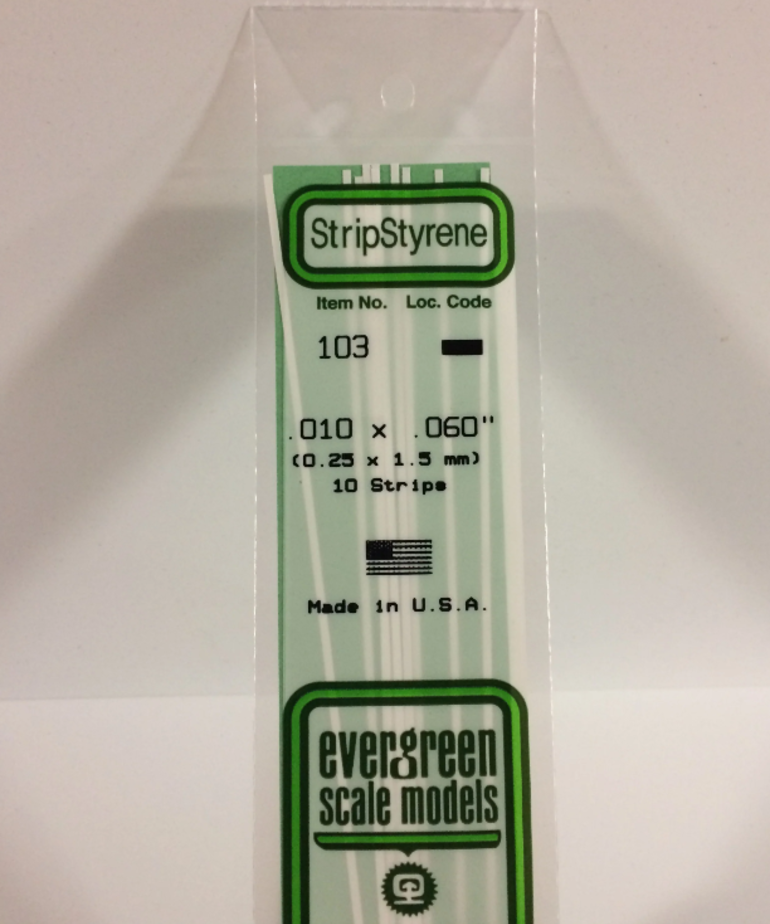 StripStyrene
Item No. Loc. Code
103
.010 x .060"
(0.25 x 1.5 mm)
10 Strips
Made in U.S.A.
evergreen
scale models